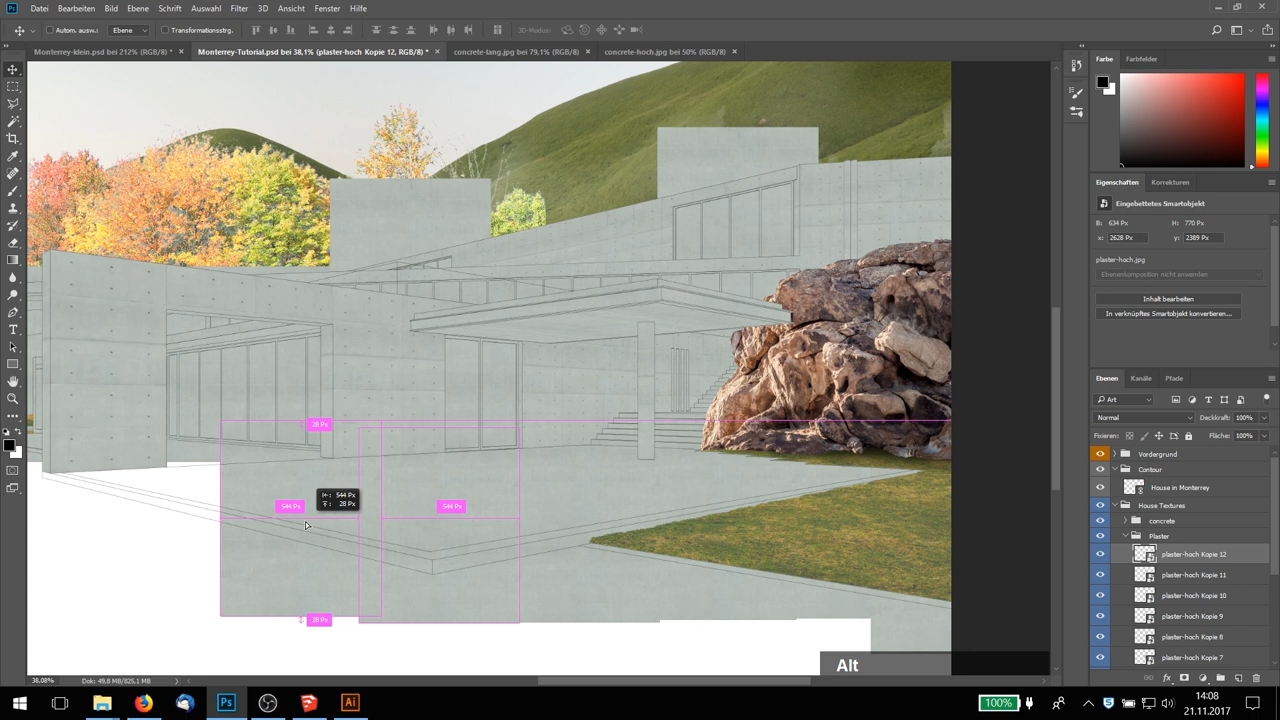 Datei Bearbeiten Bild Ebene Schrift Auswahl Filter 3D Ansicht Fenster Hilfe
Autom. ausw.: Ebene Transformationsstrg. 3D-Modus:
Monterrey-klein.psd bei 212% (RGB/8) * × Monterrey-Tutorial.psd bei 38,1% (plaster-hoch Kopie 12, RGB/8) * × concrete-lang.jpg bei 79,1% (RGB/8) × concrete-hoch.jpg bei 50% (RGB/8) ×
Farbe Farbfelder
Eigenschaften Korrekturen
Eingebettetes Smartobjekt
B: 634 Px H: 770 Px
x: 2628 Px y: 2389 Px
plaster-hoch.jpg
Ebenenkomposition nicht anwenden
Inhalt bearbeiten
In verknüpftes Smartobjekt konvertieren...
Ebenen Kanäle Pfade
Art
Normal Deckkraft: 100%
Fixieren: Fläche: 100%
Vordergrund
Contour
House in Monterrey
House Textures
concrete
Plaster
plaster-hoch Kopie 12
plaster-hoch Kopie 11
plaster-hoch Kopie 10
plaster-hoch Kopie 9
plaster-hoch Kopie 8
plaster-hoch Kopie 7
28 Px
544 Px
544 Px
28 Px
544 Px
28 Px
Alt
38,08% Dok: 49,8 MB/825,1 MB
fx
Ps
Ai
100%
14:08
21.11.2017